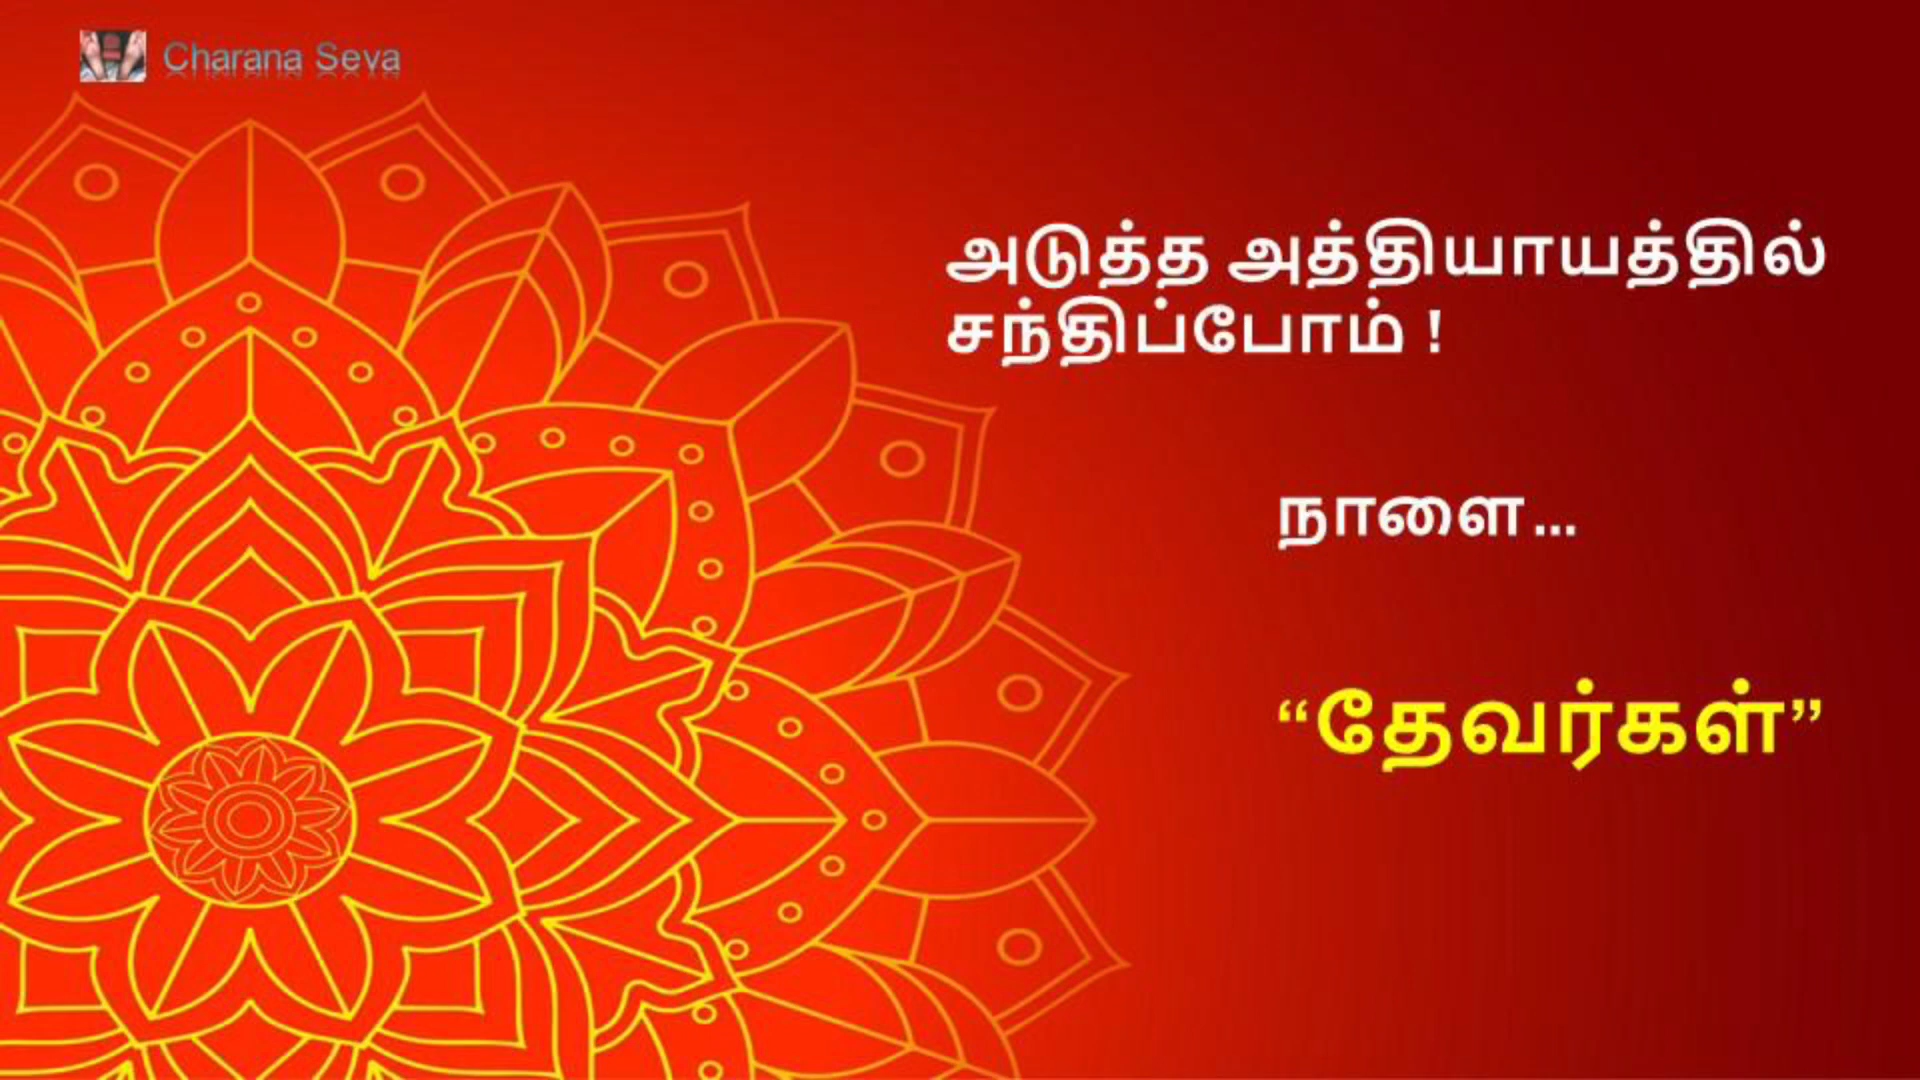 Charana Seva
அடுத்த அத்தியாயத்தில்
சந்திப்போம் !
நாளை...
“தேவர்கள்”